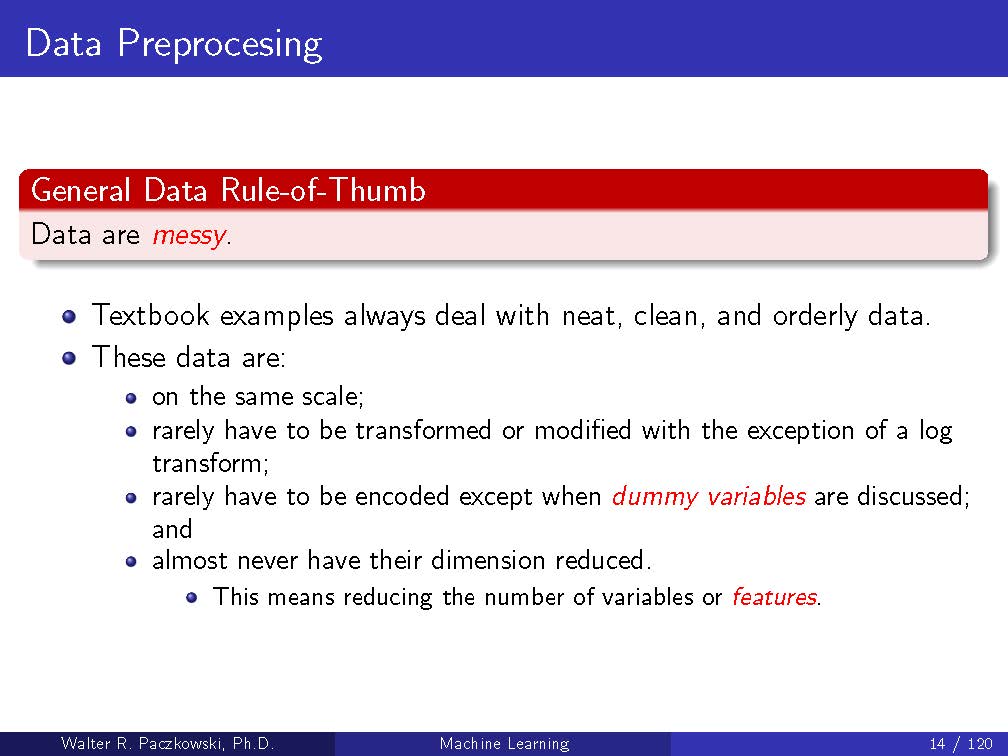 Data Preprocesing
General Data Rule-of-Thumb
Data are messy.
Textbook examples always deal with neat, clean, and orderly data.
These data are:
on the same scale;
rarely have to be transformed or modified with the exception of a log
transform;
rarely have to be encoded except when dummy variables are discussed;
and
almost never have their dimension reduced.
This means reducing the number of variables or features.
Walter R. Paczkowski, Ph.D.
Machine Learning
14 / 120